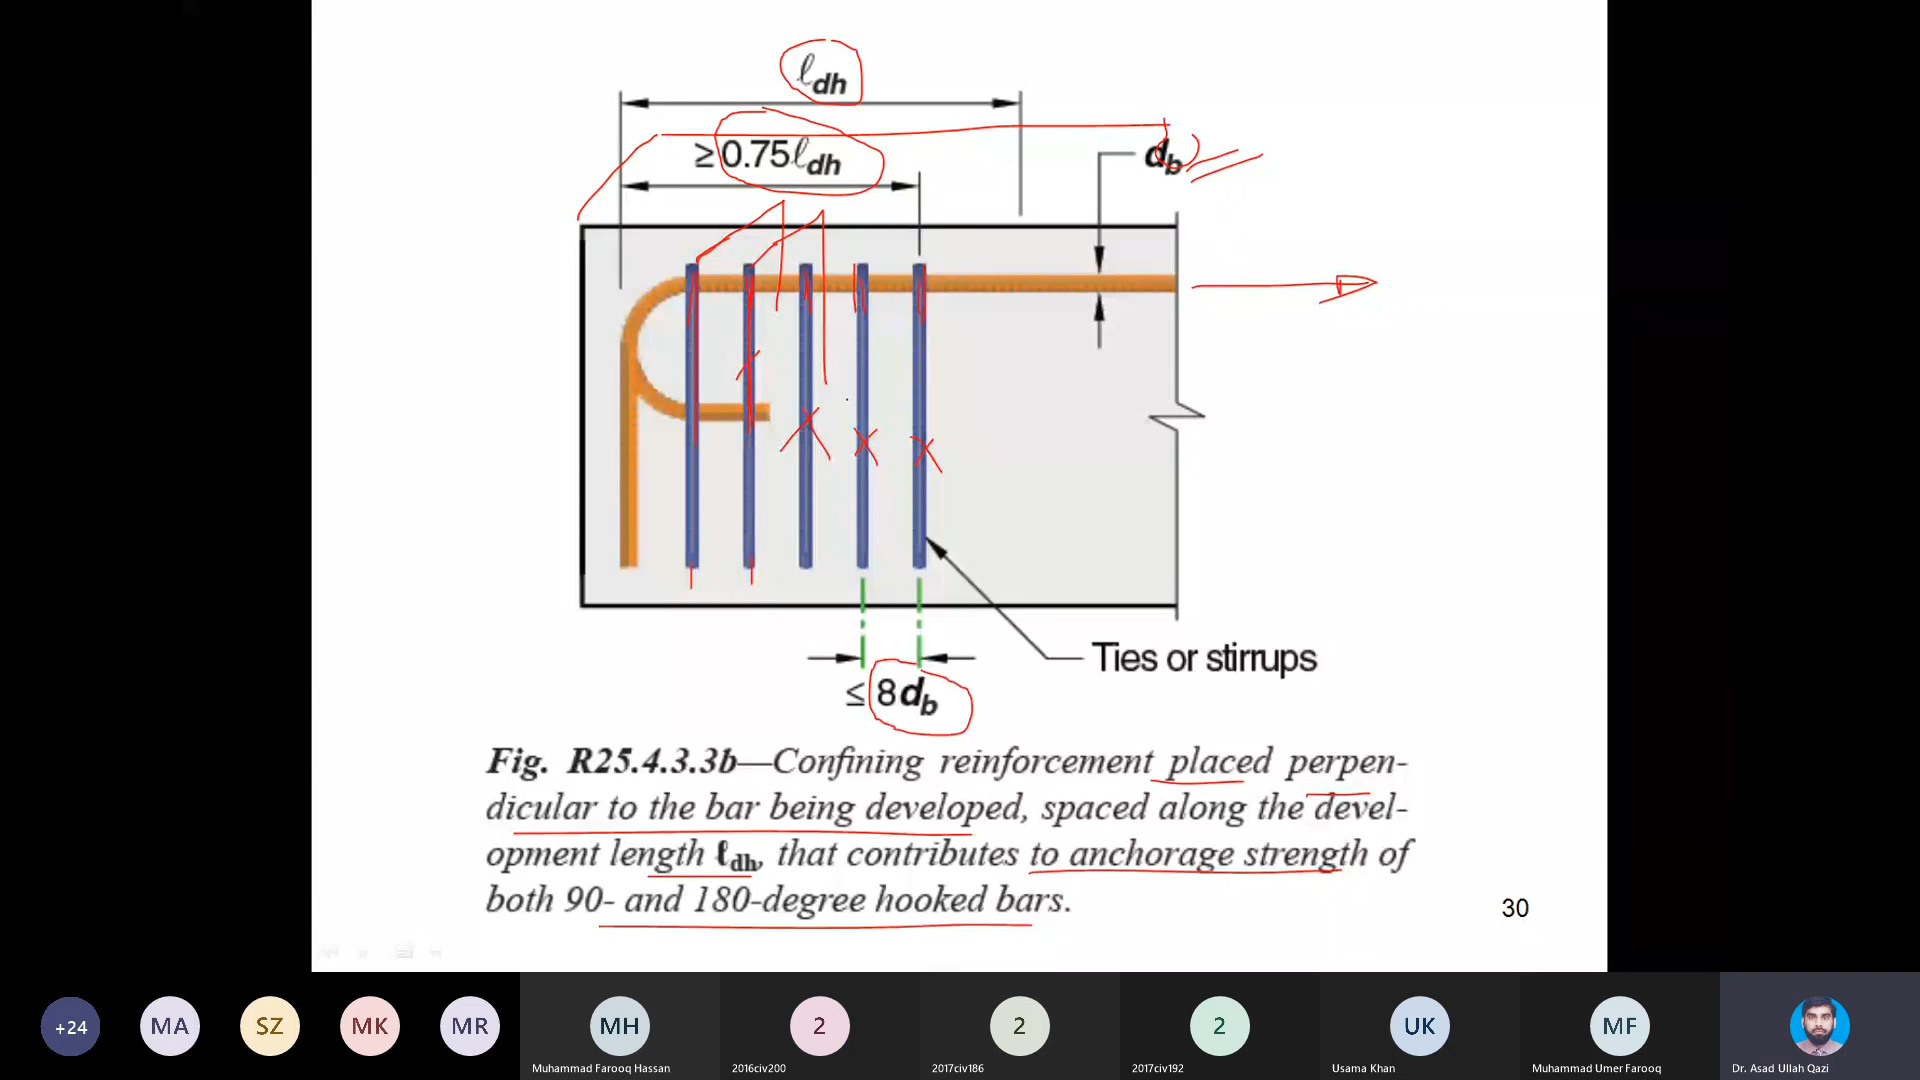 ℓdh
≥0.75ℓdh
db
Ties or stirrups
≤8db
Fig. R25.4.3.3b—Confining reinforcement placed perpen-
dicular to the bar being developed, spaced along the devel-
opment length ℓdh, that contributes to anchorage strength of
both 90- and 180-degree hooked bars.
30
+24
MA
SZ
MK
MR
MH
2
2
2
UK
MF
Muhammad Farooq Hassan
2016civ200
2017civ186
2017civ192
Usama Khan
Muhammad Umer Farooq
Dr. Asad Ullah Qazi